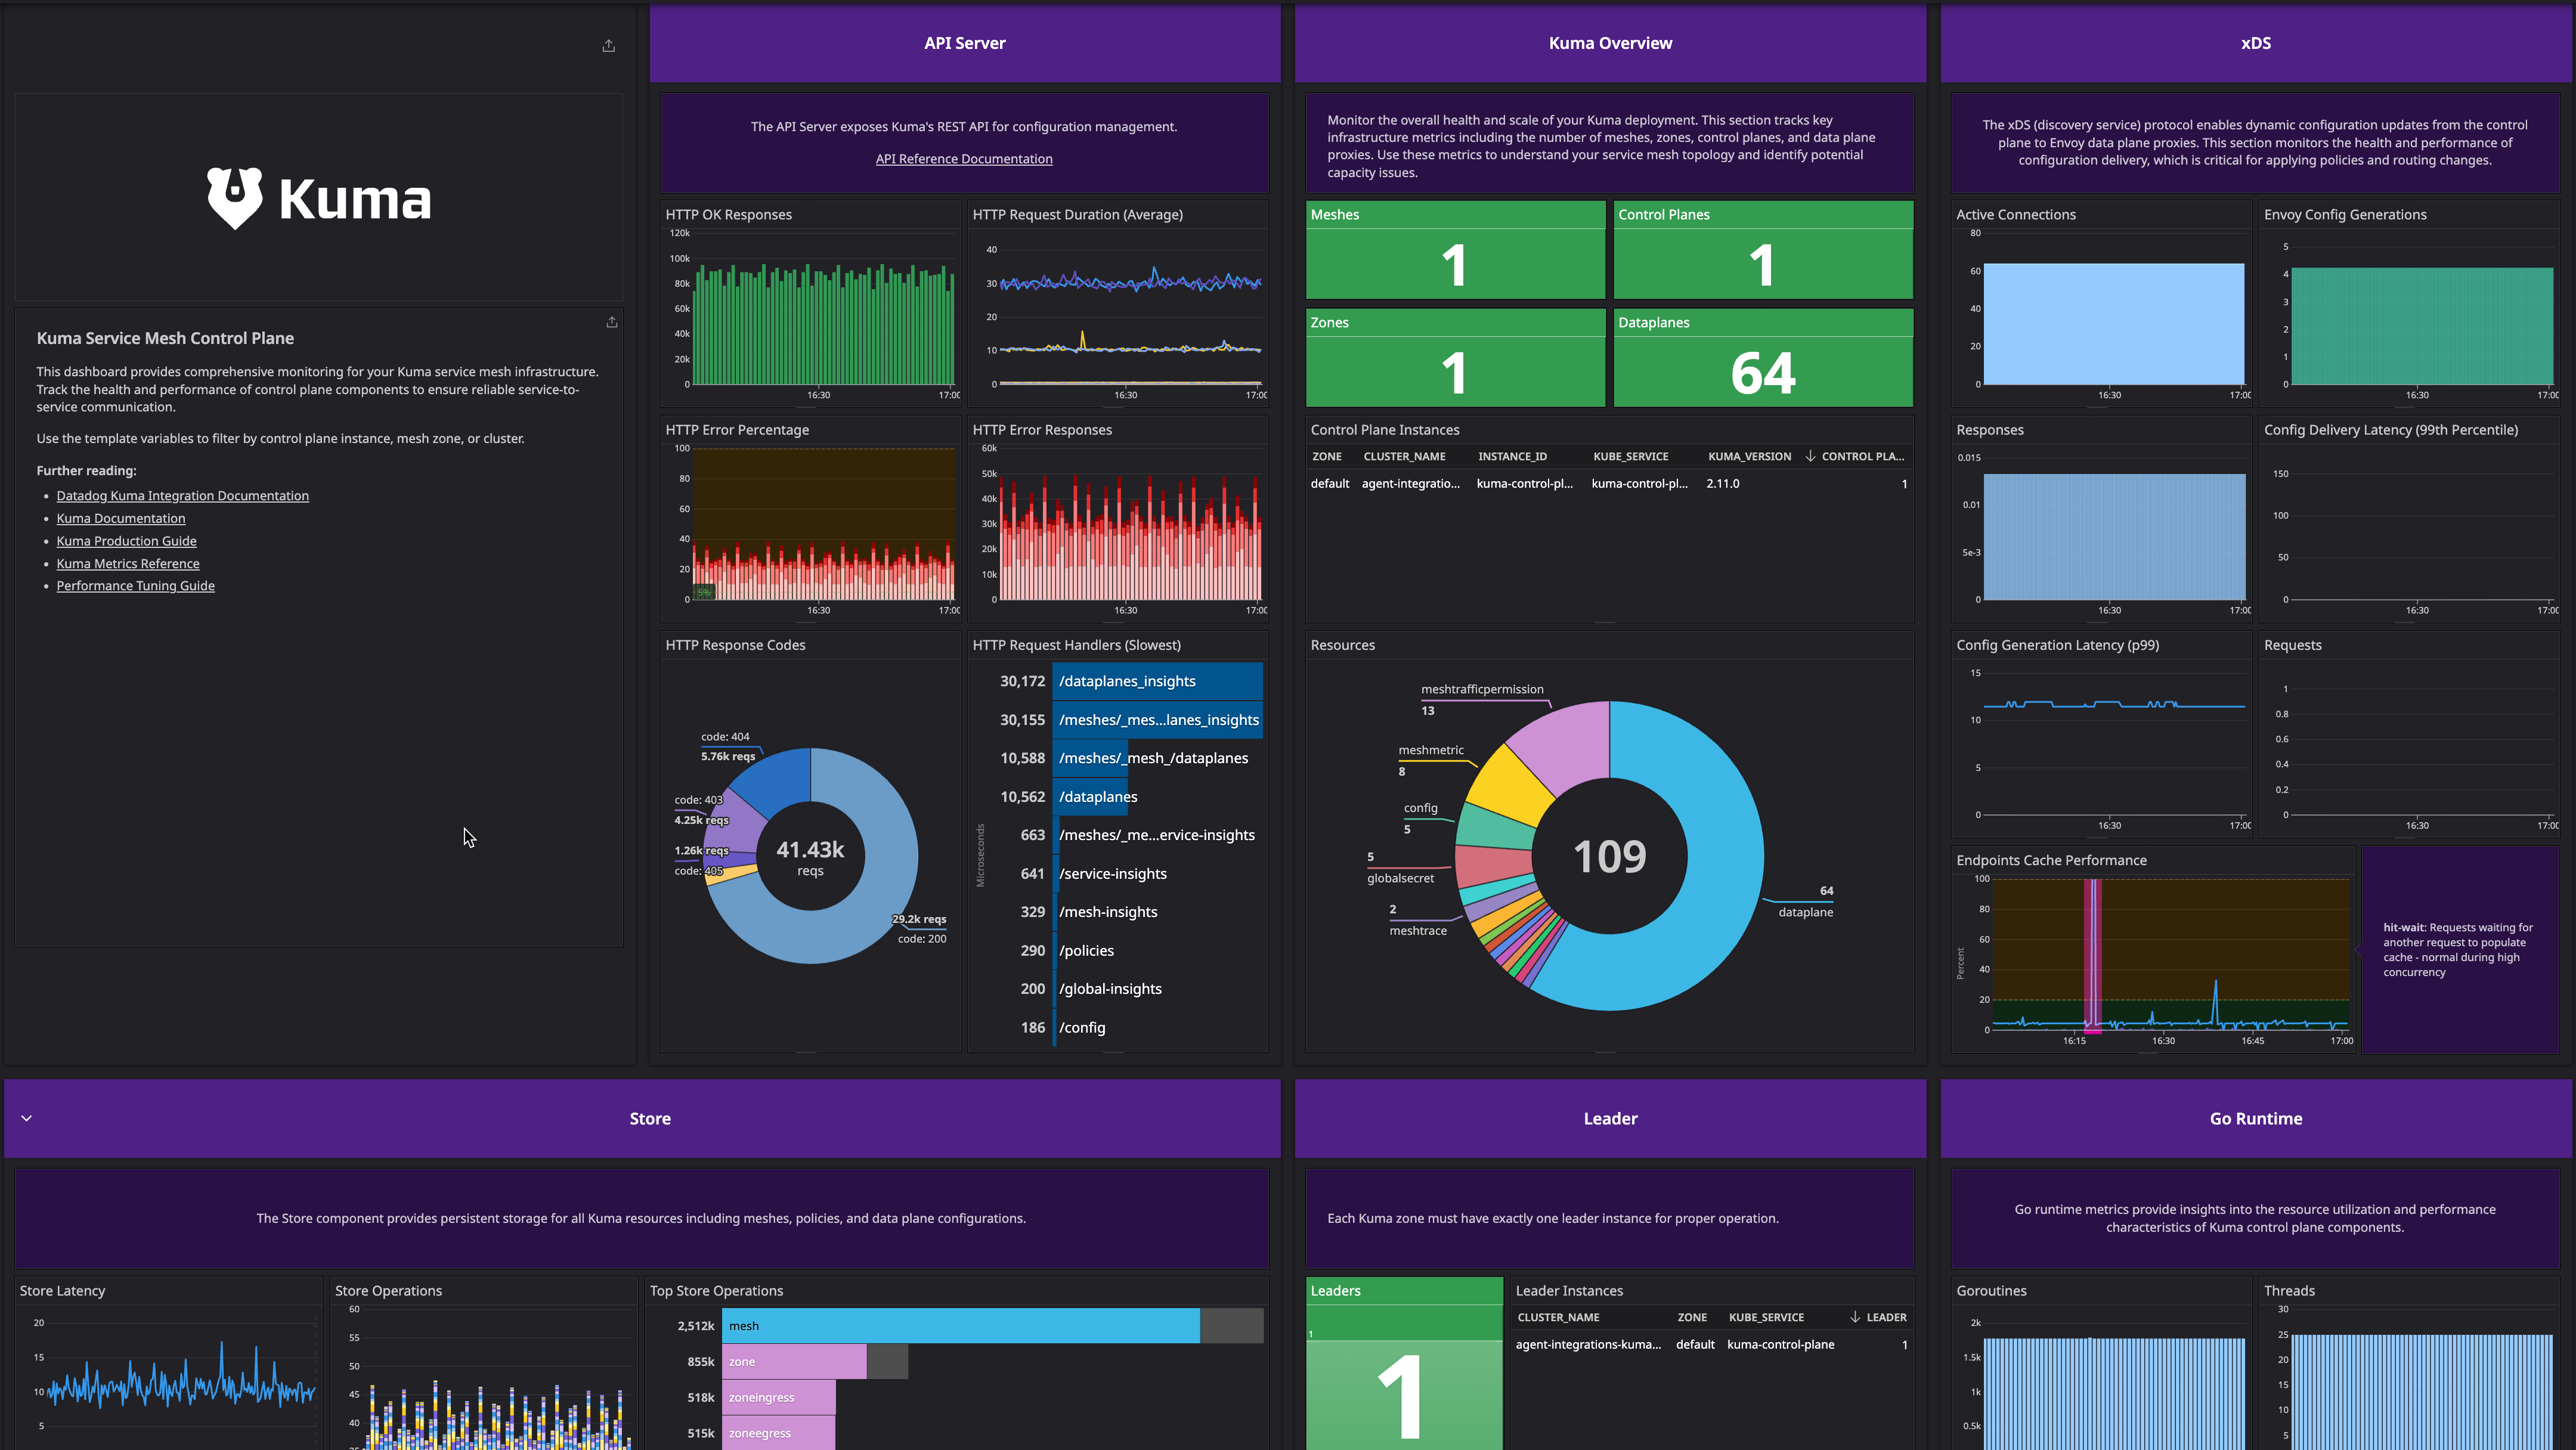 Kuma
Kuma Service Mesh Control Plane
This dashboard provides comprehensive monitoring for your Kuma service mesh infrastructure.
Track the health and performance of control plane components to ensure reliable service-to-
service communication.
Use the template variables to filter by control plane instance, mesh zone, or cluster.
Further reading:
• Datadog Kuma Integration Documentation
• Kuma Documentation
• Kuma Production Guide
• Kuma Metrics Reference
• Performance Tuning Guide
API Server
The API Server exposes Kuma's REST API for configuration management.
API Reference Documentation
HTTP OK Responses
120k
100k
80k
60k
40k
20k
0
16:30
17:00
HTTP Request Duration (Average)
40
30
20
10
0
16:30
17:00
HTTP Error Percentage
100
80
60
40
20
0
5%
16:30
17:00
HTTP Error Responses
60k
50k
40k
30k
20k
10k
0
16:30
17:00
HTTP Response Codes
code: 404
5.76k reqs
code: 403
4.25k reqs
1.26k reqs
code: 405
41.43k
reqs
29.2k reqs
code: 200
HTTP Request Handlers (Slowest)
Microseconds
30,172 /dataplanes_insights
30,155 /meshes/_mes...lanes_insights
10,588 /meshes/_mesh_/dataplanes
10,562 /dataplanes
663 /meshes/_me...ervice-insights
641 /service-insights
329 /mesh-insights
290 /policies
200 /global-insights
186 /config
Kuma Overview
Monitor the overall health and scale of your Kuma deployment. This section tracks key
infrastructure metrics including the number of meshes, zones, control planes, and data plane
proxies. Use these metrics to understand your service mesh topology and identify potential
capacity issues.
Meshes
1
Control Planes
1
Zones
1
Dataplanes
64
Control Plane Instances
ZONE CLUSTER_NAME INSTANCE_ID KUBE_SERVICE KUMA_VERSION ↓ CONTROL PLA...
default agent-integratio... kuma-control-pl... kuma-control-pl... 2.11.0 1
Resources
meshtrafficpermission
13
meshmetric
8
config
5
5
globalsecret
2
meshtrace
109
64
dataplane
xDS
The xDS (discovery service) protocol enables dynamic configuration updates from the control
plane to Envoy data plane proxies. This section monitors the health and performance of
configuration delivery, which is critical for applying policies and routing changes.
Active Connections
80
60
40
20
0
16:30
17:00
Envoy Config Generations
5
4
3
2
1
0
16:30
17:00
Responses
0.015
0.01
5e-3
0
16:30
17:00
Config Delivery Latency (99th Percentile)
150
100
50
0
16:30
17:00
Config Generation Latency (p99)
15
10
5
0
16:30
17:00
Requests
1
0.8
0.6
0.4
0.2
0
16:30
17:00
Endpoints Cache Performance
Percent
100
80
60
40
20
0
16:15
16:30
16:45
17:00
hit-wait: Requests waiting for
another request to populate
cache - normal during high
concurrency
Store
The Store component provides persistent storage for all Kuma resources including meshes, policies, and data plane configurations.
Store Latency
20
15
10
5
Store Operations
60
55
50
45
40
Top Store Operations
2,512k mesh
855k zone
518k zoneingress
515k zoneegress
Leader
Each Kuma zone must have exactly one leader instance for proper operation.
Leaders
1
1
Leader Instances
CLUSTER_NAME ZONE KUBE_SERVICE ↓ LEADER
agent-integrations-kuma... default kuma-control-plane 1
Go Runtime
Go runtime metrics provide insights into the resource utilization and performance
characteristics of Kuma control plane components.
Goroutines
2k
1.5k
1k
0.5k
Threads
30
25
20
15
10
5